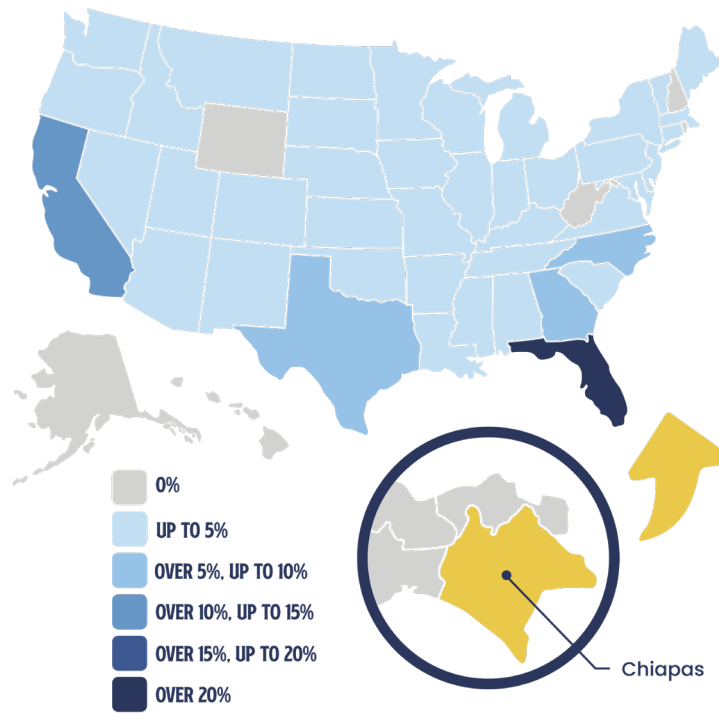 0%
UP TO 5%
OVER 5%, UP TO 10%
OVER 10%, UP TO 15%
OVER 15%, UP TO 20%
OVER 20%
Chiapas